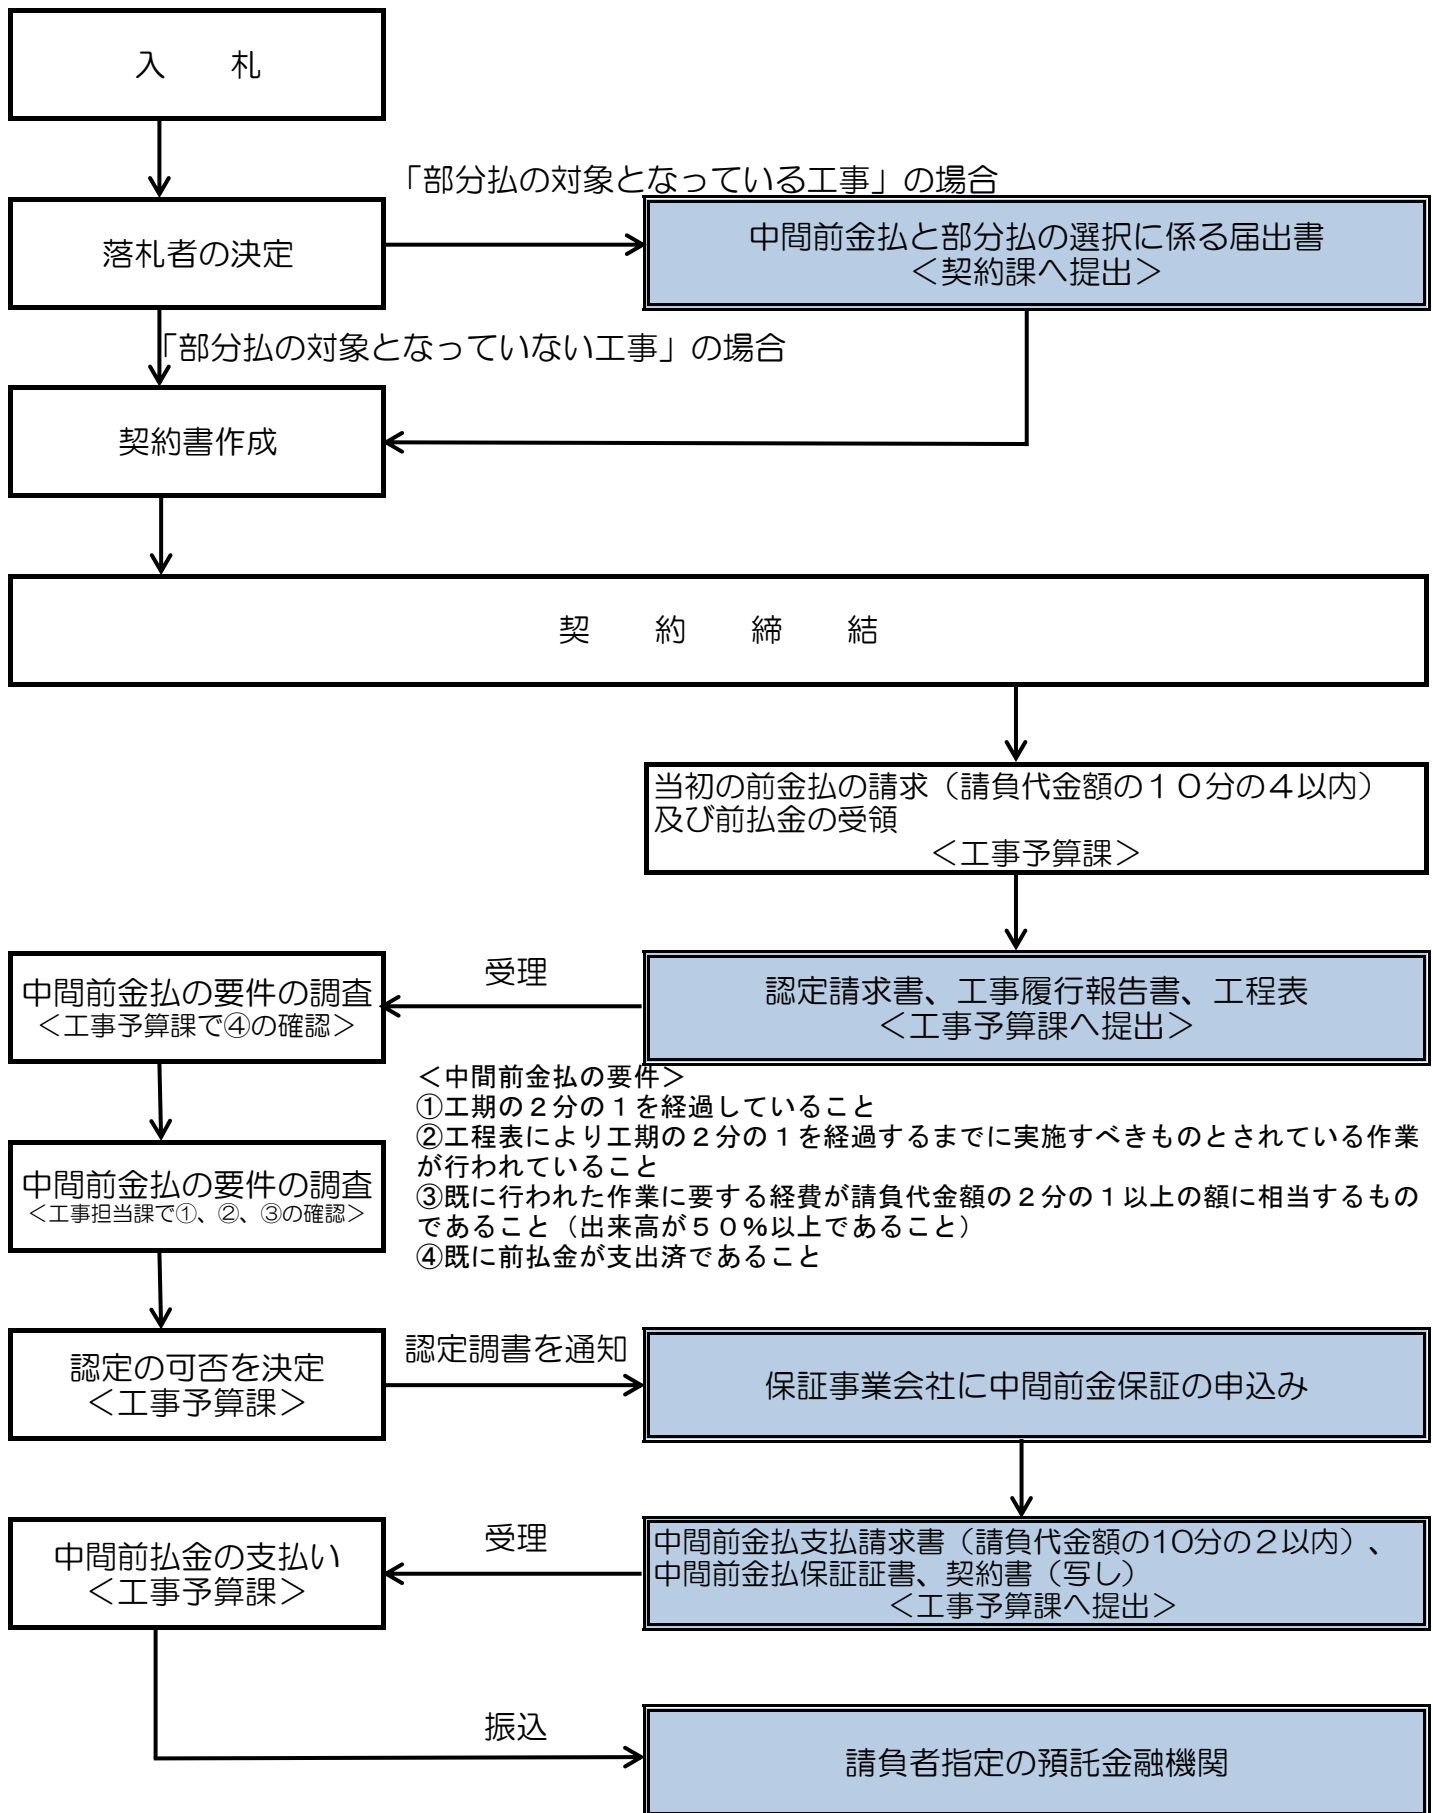 入　　札
「部分払の対象となっている工事」の場合
落札者の決定
中間前金払と部分払の選択に係る届出書
＜契約課へ提出＞
「部分払の対象となっていない工事」の場合
契約書作成
契　　約　　締　　結
当初の前金払の請求（請負代金額の１０分の４以内）
及び前払金の受領
＜工事予算課＞
受理
中間前金払の要件の調査
＜工事予算課で④の確認＞
認定請求書、工事履行報告書、工程表
＜工事予算課へ提出＞
＜中間前金払の要件＞
①工期の２分の１を経過していること
②工程表により工期の２分の１を経過するまでに実施すべきものとされている作業
が行われていること
③既に行われた作業に要する経費が請負代金額の２分の１以上の額に相当するもの
であること（出来高が５０％以上であること）
④既に前払金が支出済であること
中間前金払の要件の調査
＜工事担当課で①、②、③の確認＞
認定の可否を決定
＜工事予算課＞
認定調書を通知
保証事業会社に中間前金保証の申込み
中間前払金の支払い
＜工事予算課＞
受理
中間前金払支払請求書（請負代金額の10分の２以内）、
中間前金払保証証書、契約書（写し）
＜工事予算課へ提出＞
振込
請負者指定の預託金融機関